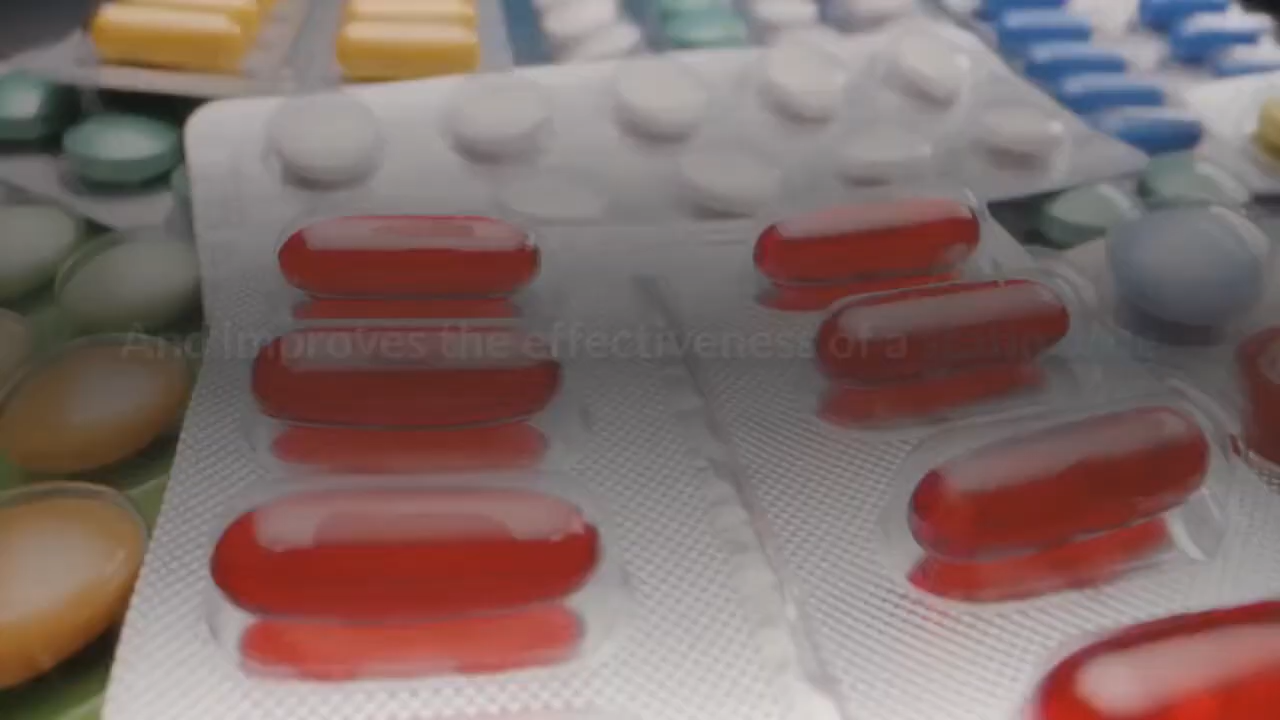 And Improves the effectiveness of a